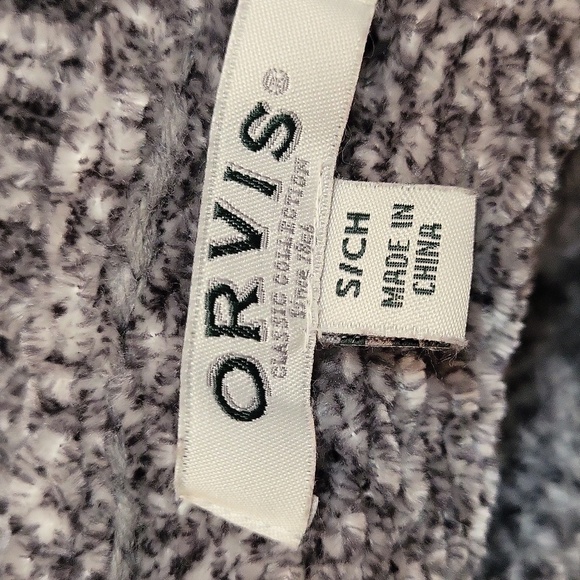 ORVIS®
CLASSIC COLLECTION
Since 1856
S/CH
MADE IN
CHINA